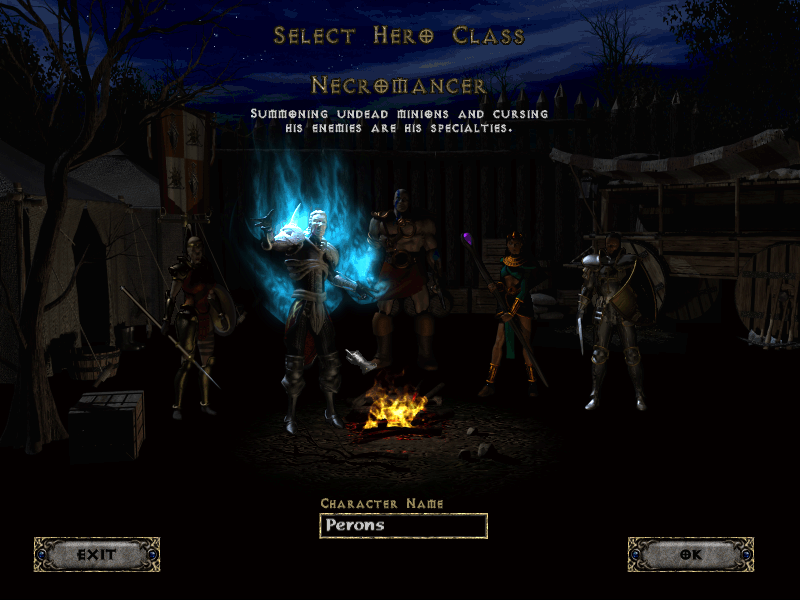 Select Hero Class
Necromancer
Summoning undead minions and cursing
his enemies are his specialties.
Character Name
Perons
EXIT
OK